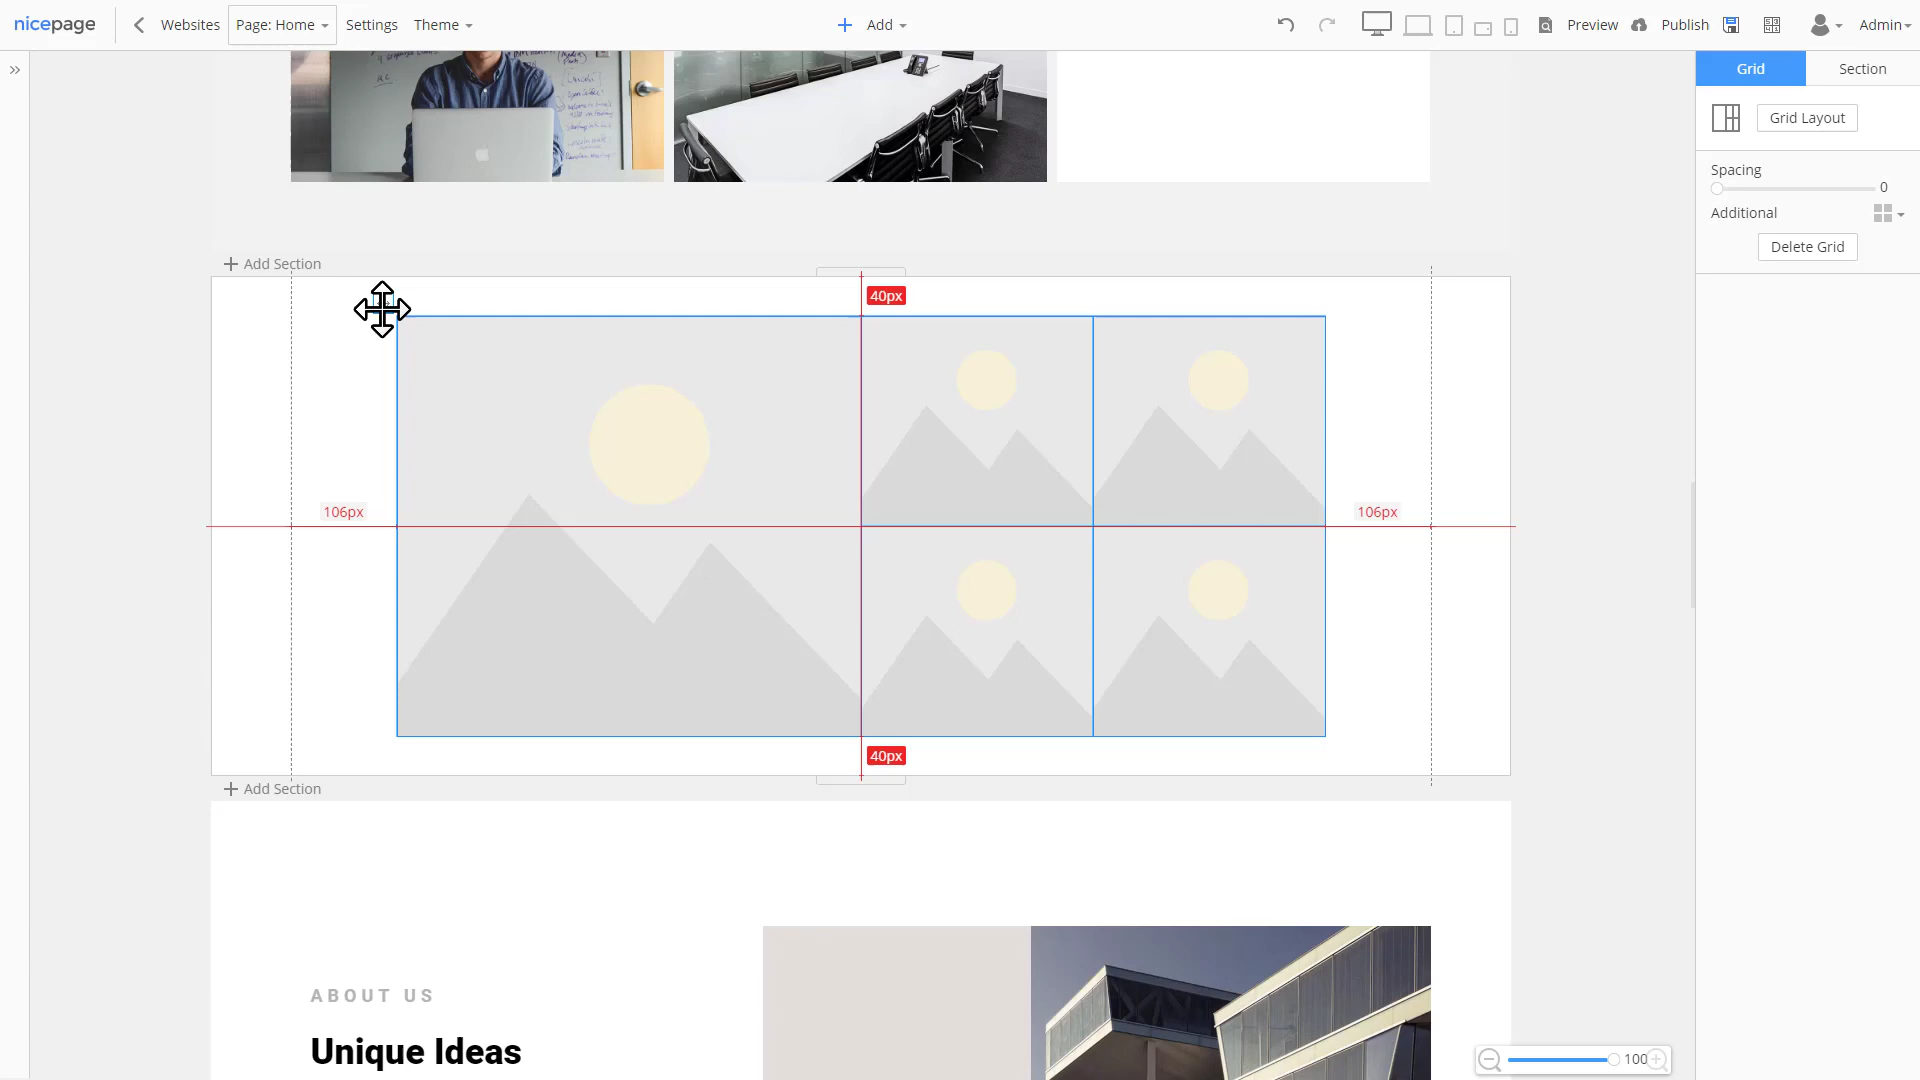 nicepage
Websites
Page: Home
Settings
Theme
Add
Preview
Publish
Admin
Grid
Section
Grid Layout
Spacing
0
Additional
Delete Grid
Add Section
40px
106px
106px
40px
Add Section
ABOUT US
Unique Ideas
100